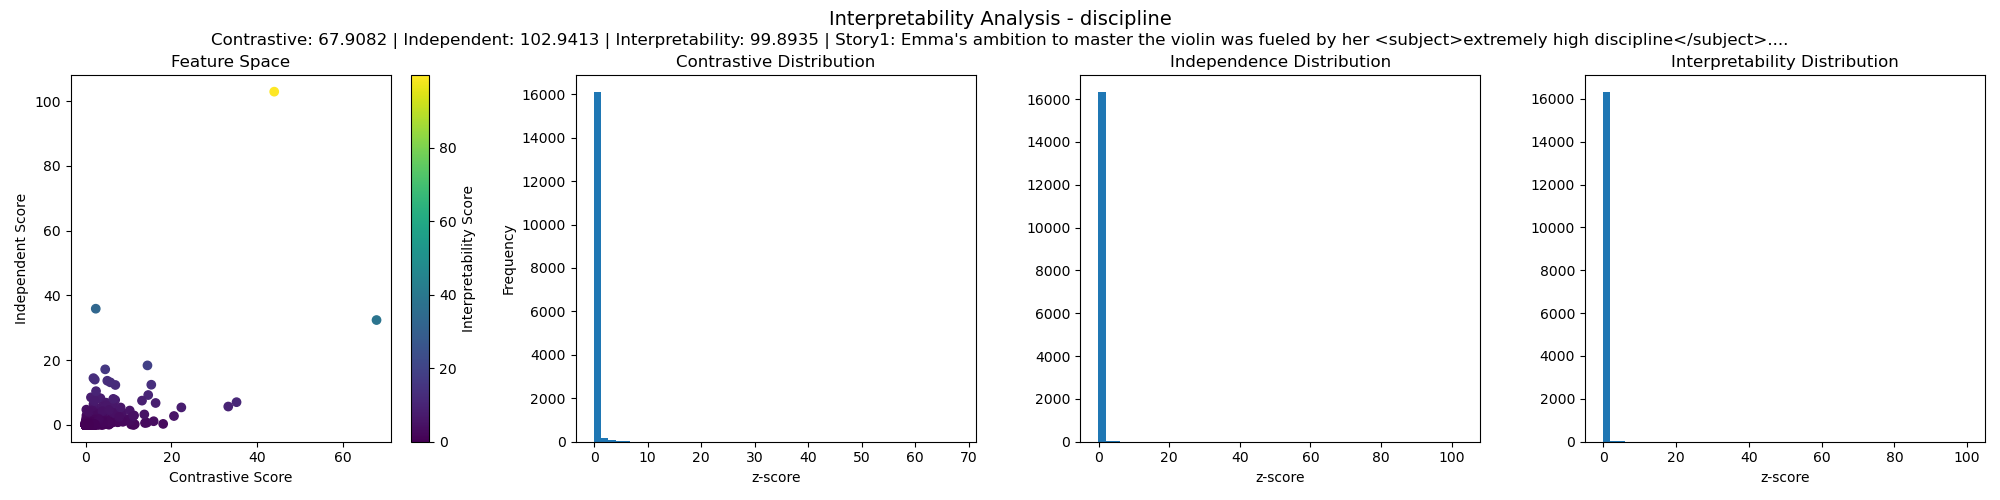 Interpretability Analysis - discipline
Contrastive: 67.9082 | Independent: 102.9413 | Interpretability: 99.8935 | Story1: Emma's ambition to master the violin was fueled by her <subject>extremely high discipline</subject>....
Feature Space
Independent Score
100
80
60
40
20
0
0 20 40 60
Contrastive Score
80
60
40
20
0
Interpretability Score
Contrastive Distribution
Frequency
16000
14000
12000
10000
8000
6000
4000
2000
0
0 10 20 30 40 50 60 70
z-score
Independence Distribution
16000
14000
12000
10000
8000
6000
4000
2000
0
0 20 40 60 80 100
z-score
Interpretability Distribution
16000
14000
12000
10000
8000
6000
4000
2000
0
0 20 40 60 80 100
z-score